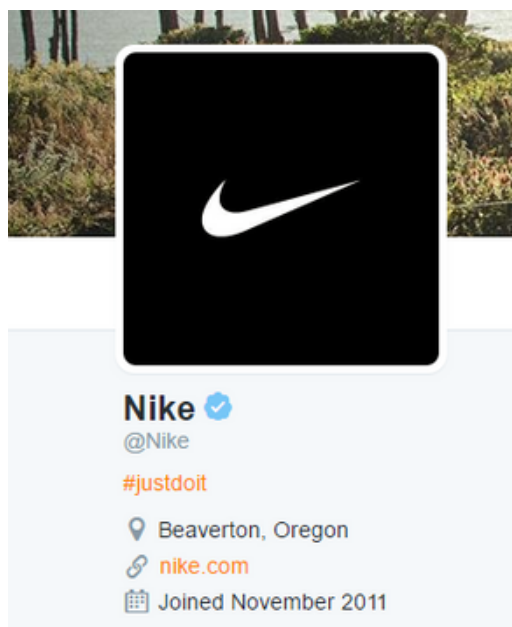 Nike
@Nike
#justdoit
Beaverton, Oregon
nike.com
Joined November 2011